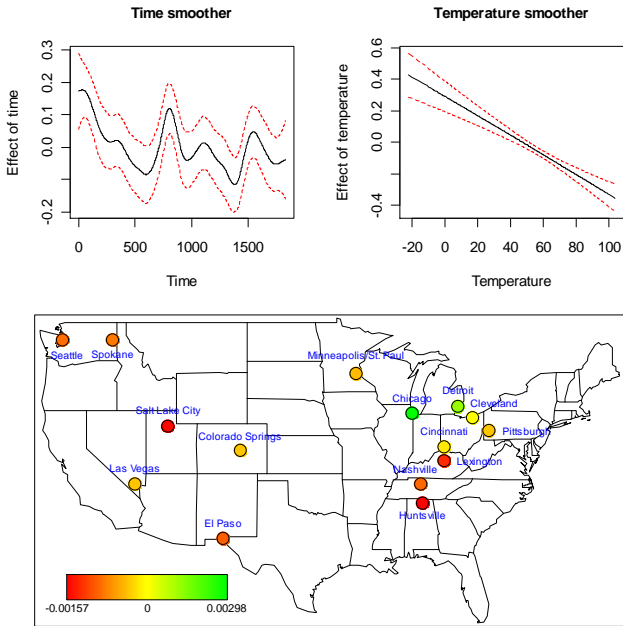 Time smoother
Effect of time
-0.2
0.0
0.1
0.2
0.3
0
500
1000
1500
Time
Temperature smoother
Effect of temperature
-0.4
0.0
0.2
0.4
0.6
-20
0
20
40
60
80
100
Temperature
Seattle
Spokane
Minneapolis/St. Paul
Detroit
Chicago
Cleveland
Salt Lake City
Colorado Springs
Cincinnati
Pittsburgh
Las Vegas
Nashville
Lexington
El Paso
Huntsville
-0.00157
0
0.00298